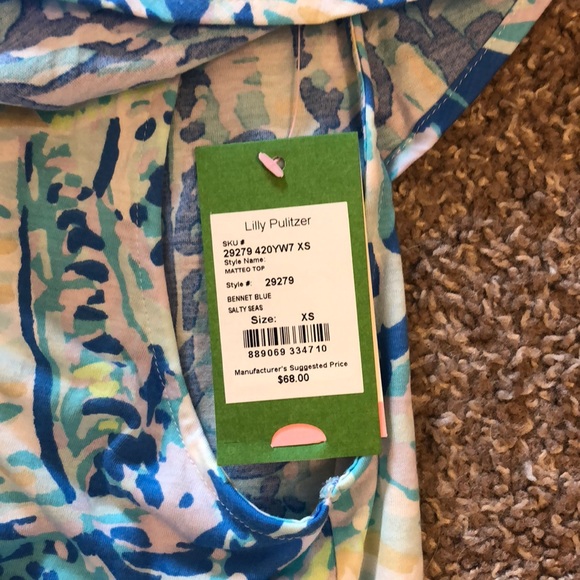 Lilly Pulitzer
SKU #
29279 420YW7 XS
Style Name:
MATTEO TOP
Style #: 29279
BENNET BLUE
SALTY SEAS
Size: XS
889069 334710
Manufacturer's Suggested Price
$68.00